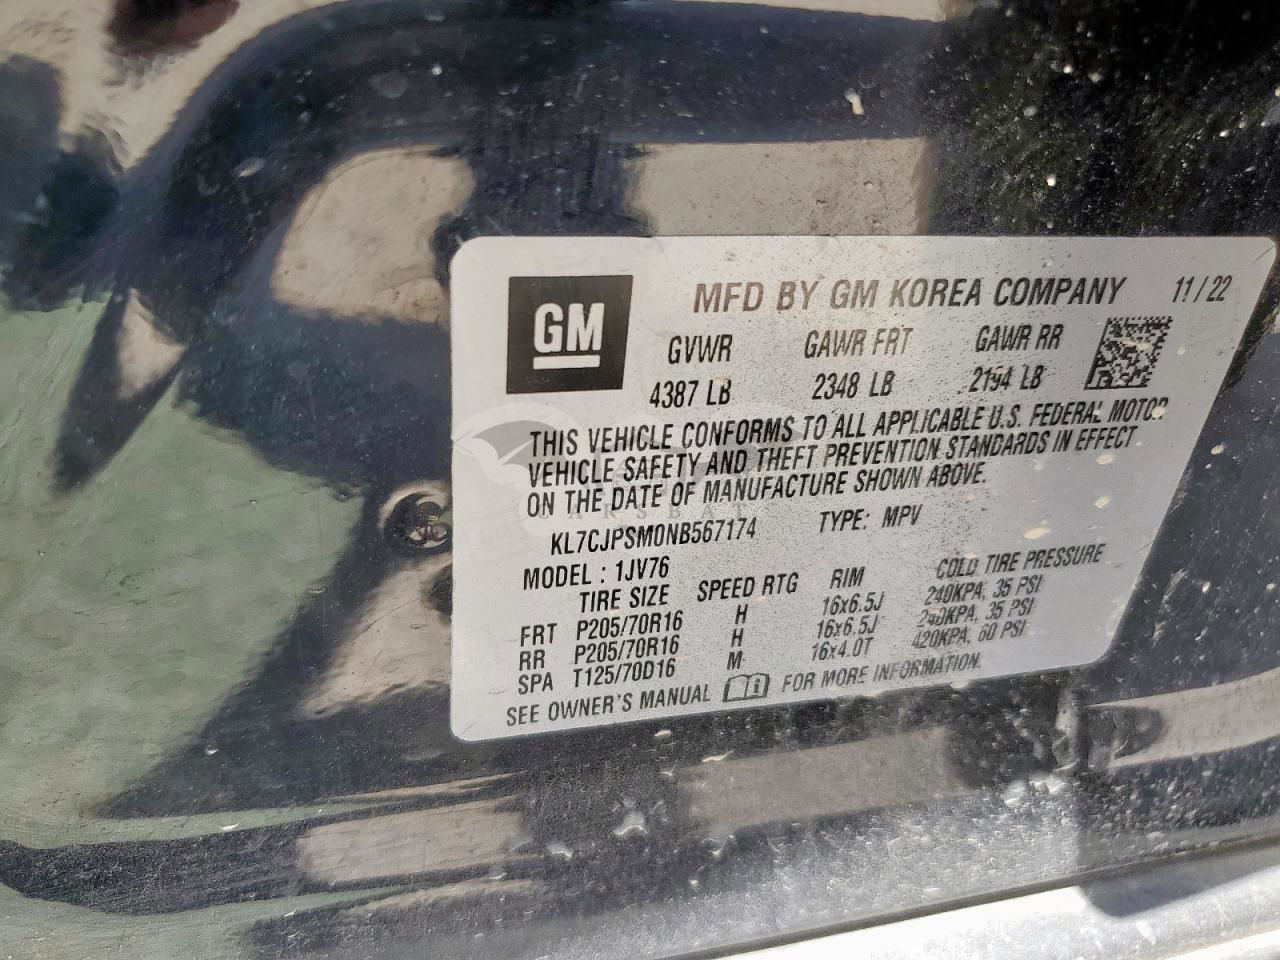 GM
MFD BY GM KOREA COMPANY 11/22
GVWR GAWR FRT GAWR RR
4387 LB 2348 LB 2194 LB
THIS VEHICLE CONFORMS TO ALL APPLICABLE U.S. FEDERAL MOTOR
VEHICLE SAFETY AND THEFT PREVENTION STANDARDS IN EFFECT
ON THE DATE OF MANUFACTURE SHOWN ABOVE.
KL7CJPSM0NB567174 TYPE: MPV
MODEL : 1JV76
TIRE SIZE SPEED RTG RIM COLD TIRE PRESSURE
FRT P205/70R16 H 16x6.5J 240KPA, 35 PSI
RR P205/70R16 H 16x6.5J 240KPA, 35 PSI
SPA T125/70D16 M 16x4.0T 420KPA, 60 PSI
SEE OWNER'S MANUAL FOR MORE INFORMATION.